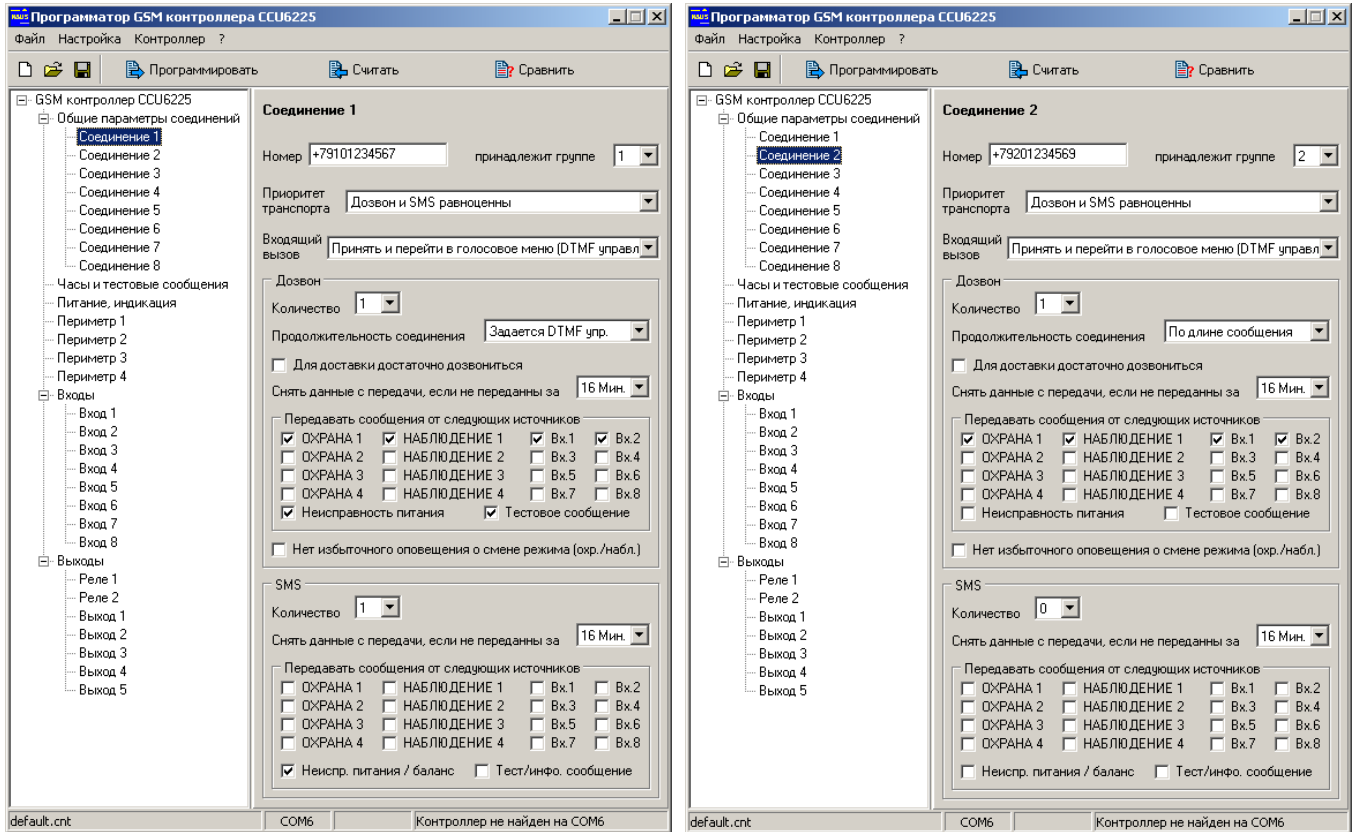 Программатор GSM контроллера CCU6225
Файл Настройка Контроллер ?
Программировать Считать Сравнить
GSM контроллер CCU6225
Общие параметры соединений
Соединение 1
Соединение 2
Соединение 3
Соединение 4
Соединение 5
Соединение 6
Соединение 7
Соединение 8
Часы и тестовые сообщения
Питание, индикация
Периметр 1
Периметр 2
Периметр 3
Периметр 4
Входы
Вход 1
Вход 2
Вход 3
Вход 4
Вход 5
Вход 6
Вход 7
Вход 8
Выходы
Реле 1
Реле 2
Выход 1
Выход 2
Выход 3
Выход 4
Выход 5
Соединение 1
Номер +79101234567 принадлежит группе 1
Приоритет транспорта Дозвон и SMS равноценны
Входящий вызов Принять и перейти в голосовое меню (DTMF управл
Дозвон
Количество 1
Продолжительность соединения Задается DTMF упр.
Для доставки достаточно дозвониться
Снять данные с передачи, если не переданны за 16 Мин.
Передавать сообщения от следующих источников
ОХРАНА 1 НАБЛЮДЕНИЕ 1 Вх.1 Вх.2
ОХРАНА 2 НАБЛЮДЕНИЕ 2 Вх.3 Вх.4
ОХРАНА 3 НАБЛЮДЕНИЕ 3 Вх.5 Вх.6
ОХРАНА 4 НАБЛЮДЕНИЕ 4 Вх.7 Вх.8
Неисправность питания Тестовое сообщение
Нет избыточного оповещения о смене режима (охр./набл.)
SMS
Количество 1
Снять данные с передачи, если не переданны за 16 Мин.
Передавать сообщения от следующих источников
ОХРАНА 1 НАБЛЮДЕНИЕ 1 Вх.1 Вх.2
ОХРАНА 2 НАБЛЮДЕНИЕ 2 Вх.3 Вх.4
ОХРАНА 3 НАБЛЮДЕНИЕ 3 Вх.5 Вх.6
ОХРАНА 4 НАБЛЮДЕНИЕ 4 Вх.7 Вх.8
Неиспр. питания / баланс Тест/инфо. сообщение
default.cnt COM6 Контроллер не найден на COM6
Программатор GSM контроллера CCU6225
Файл Настройка Контроллер ?
Программировать Считать Сравнить
GSM контроллер CCU6225
Общие параметры соединений
Соединение 1
Соединение 2
Соединение 3
Соединение 4
Соединение 5
Соединение 6
Соединение 7
Соединение 8
Часы и тестовые сообщения
Питание, индикация
Периметр 1
Периметр 2
Периметр 3
Периметр 4
Входы
Вход 1
Вход 2
Вход 3
Вход 4
Вход 5
Вход 6
Вход 7
Вход 8
Выходы
Реле 1
Реле 2
Выход 1
Выход 2
Выход 3
Выход 4
Выход 5
Соединение 2
Номер +79201234569 принадлежит группе 2
Приоритет транспорта Дозвон и SMS равноценны
Входящий вызов Принять и перейти в голосовое меню (DTMF управл
Дозвон
Количество 1
Продолжительность соединения По длине сообщения
Для доставки достаточно дозвониться
Снять данные с передачи, если не переданны за 16 Мин.
Передавать сообщения от следующих источников
ОХРАНА 1 НАБЛЮДЕНИЕ 1 Вх.1 Вх.2
ОХРАНА 2 НАБЛЮДЕНИЕ 2 Вх.3 Вх.4
ОХРАНА 3 НАБЛЮДЕНИЕ 3 Вх.5 Вх.6
ОХРАНА 4 НАБЛЮДЕНИЕ 4 Вх.7 Вх.8
Неисправность питания Тестовое сообщение
Нет избыточного оповещения о смене режима (охр./набл.)
SMS
Количество 0
Снять данные с передачи, если не переданны за 16 Мин.
Передавать сообщения от следующих источников
ОХРАНА 1 НАБЛЮДЕНИЕ 1 Вх.1 Вх.2
ОХРАНА 2 НАБЛЮДЕНИЕ 2 Вх.3 Вх.4
ОХРАНА 3 НАБЛЮДЕНИЕ 3 Вх.5 Вх.6
ОХРАНА 4 НАБЛЮДЕНИЕ 4 Вх.7 Вх.8
Неиспр. питания / баланс Тест/инфо. сообщение
default.cnt COM6 Контроллер не найден на COM6